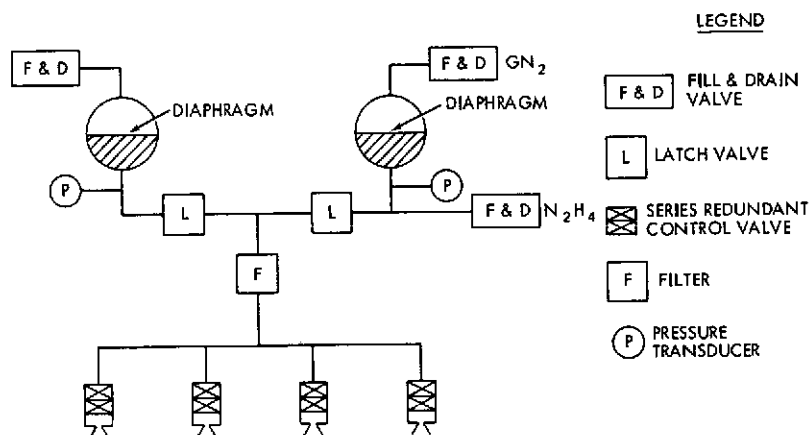 LEGEND
F & D
F & D GN₂
DIAPHRAGM
DIAPHRAGM
P
P
L
L
F & D N₂H₄
F
F & D FILL & DRAIN
VALVE
L LATCH VALVE
SERIES REDUNDANT
CONTROL VALVE
F FILTER
P PRESSURE
TRANSDUCER